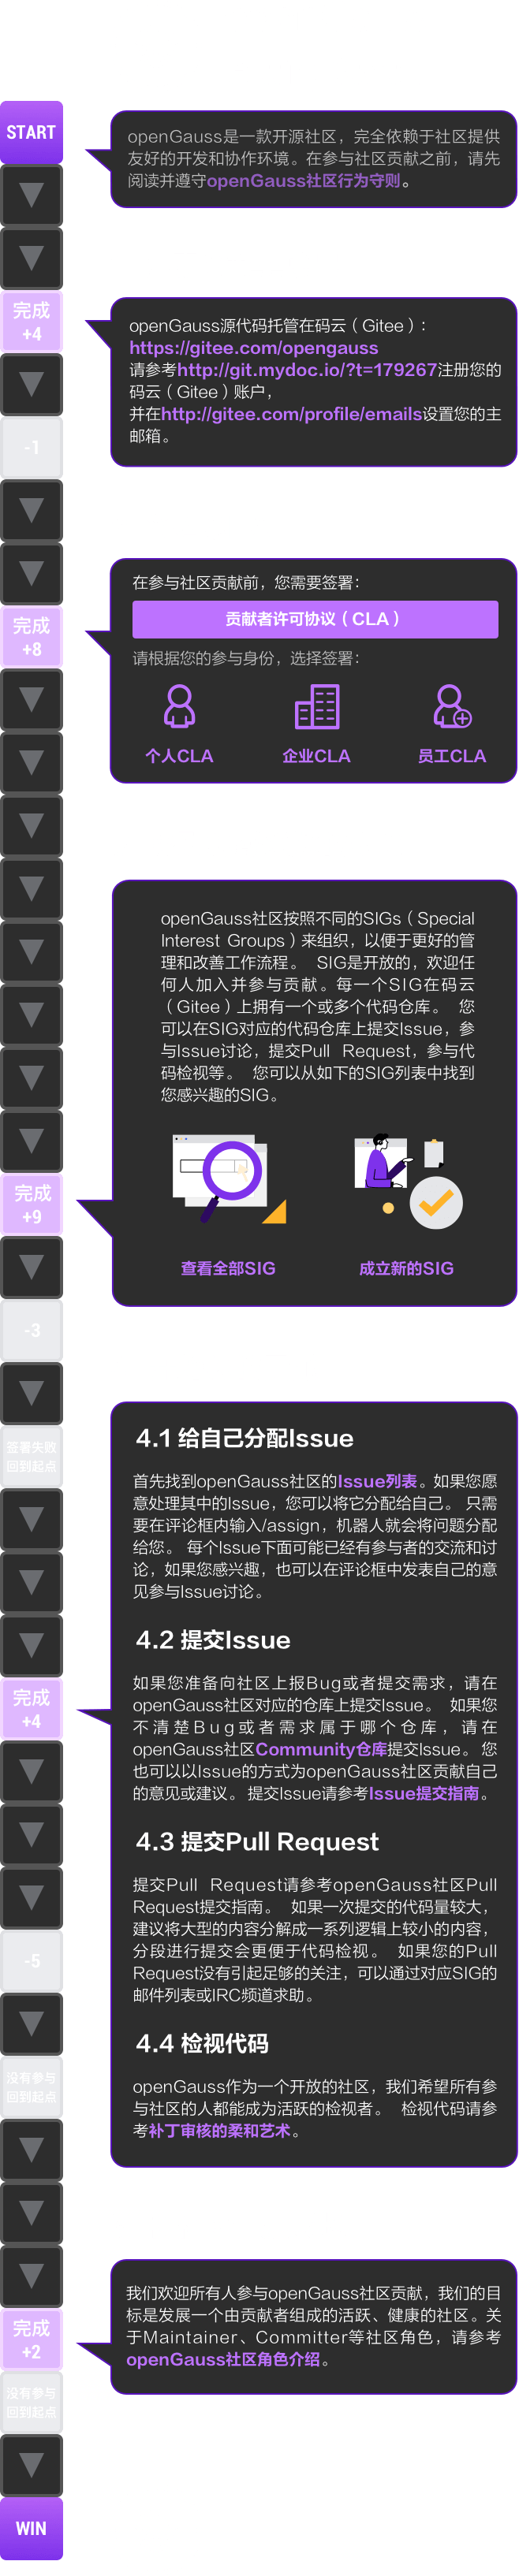 START
openGauss是一款开源社区，完全依赖于社区提供
友好的开发和协作环境。在参与社区贡献之前，请先
阅读并遵守openGauss社区行为守则。
完成
+4
openGauss源代码托管在码云（Gitee）：
https://gitee.com/opengauss
请参考http://git.mydoc.io/?t=179267注册您的
码云（Gitee）账户，
并在http://gitee.com/profile/emails设置您的主
邮箱。
-1
在参与社区贡献前，您需要签署：
贡献者许可协议（CLA）
完成
+8
请根据您的参与身份，选择签署：
个人CLA
企业CLA
员工CLA
openGauss社区按照不同的SIGs（Special
Interest Groups）来组织，以便于更好的管
理和改善工作流程。 SIG是开放的，欢迎任
何人加入并参与贡献。每一个SIG在码云
（Gitee）上拥有一个或多个代码仓库。 您
可以在SIG对应的代码仓库上提交Issue，参
与Issue讨论，提交Pull Request，参与代
码检视等。 您可以从如下的SIG列表中找到
您感兴趣的SIG。
完成
+9
查看全部SIG
成立新的SIG
-3
签署失败
回到起点
4.1 给自己分配Issue
首先找到openGauss社区的Issue列表。如果您愿
意处理其中的Issue，您可以将它分配给自己。 只需
要在评论框内输入/assign，机器人就会将问题分配
给您。 每个Issue下面可能已经有参与者的交流和讨
论，如果您感兴趣，也可以在评论框中发表自己的意
见参与Issue讨论。
4.2 提交Issue
如果您准备向社区上报Bug或者提交需求，请在
openGauss社区对应的仓库上提交Issue。 如果您
不清楚Bug或者需求属于哪个仓库，请在
openGauss社区Community仓库提交Issue。 您
也可以以Issue的方式为openGauss社区贡献自己
的意见或建议。 提交Issue请参考Issue提交指南。
完成
+4
4.3 提交Pull Request
提交Pull Request请参考openGauss社区Pull
Request提交指南。 如果一次提交的代码量较大，
建议将大型的内容分解成一系列逻辑上较小的内容，
分段进行提交会更便于代码检视。 如果您的Pull
Request没有引起足够的关注，可以通过对应SIG的
邮件列表或IRC频道求助。
-5
4.4 检视代码
openGauss作为一个开放的社区，我们希望所有参
与社区的人都能成为活跃的检视者。 检视代码请参
考补丁审核的柔和艺术。
没有参与
回到起点
我们欢迎所有人参与openGauss社区贡献，我们的目
标是发展一个由贡献者组成的活跃、健康的社区。关
于Maintainer、Committer等社区角色，请参考
openGauss社区角色介绍。
完成
+2
没有参与
回到起点
WIN